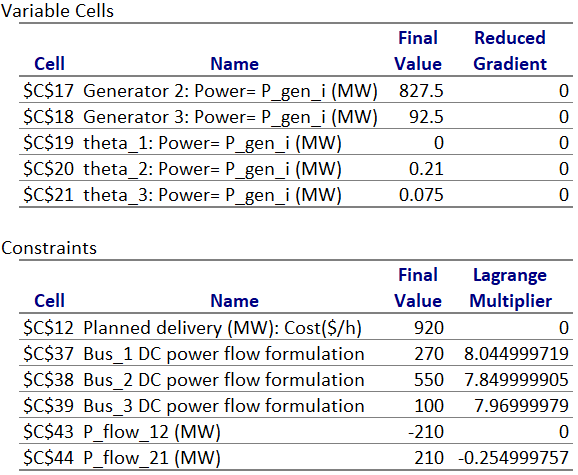 Variable Cells
Final Reduced
Cell Name Value Gradient
$C$17 Generator 2: Power= P_gen_i (MW) 827.5 0
$C$18 Generator 3: Power= P_gen_i (MW) 92.5 0
$C$19 theta_1: Power= P_gen_i (MW) 0 0
$C$20 theta_2: Power= P_gen_i (MW) 0.21 0
$C$21 theta_3: Power= P_gen_i (MW) 0.075 0
Constraints
Final Lagrange
Cell Name Value Multiplier
$C$12 Planned delivery (MW): Cost($/h) 920 0
$C$37 Bus_1 DC power flow formulation 270 8.044999719
$C$38 Bus_2 DC power flow formulation 550 7.849999905
$C$39 Bus_3 DC power flow formulation 100 7.96999979
$C$43 P_flow_12 (MW) -210 0
$C$44 P_flow_21 (MW) 210 -0.254999757